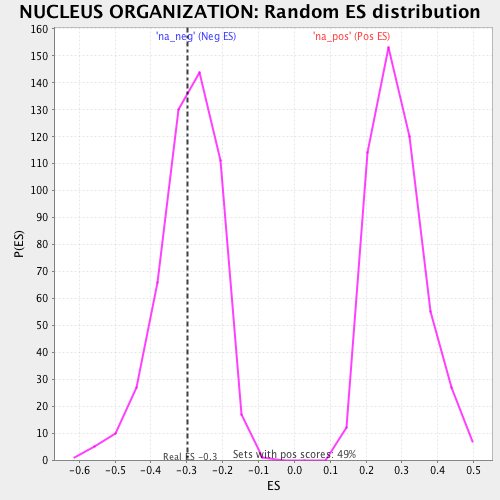 NUCLEUS ORGANIZATION: Random ES distribution
'na_neg' (Neg ES) 'na_pos' (Pos ES)
160
150
140
130
120
110
100
90
80
70
60
50
40
30
20
10
0
P(ES)
Real ES -0.3 Sets with pos scores: 49%
-0.6 -0.5 -0.4 -0.3 -0.2 -0.1 0.0 0.1 0.2 0.3 0.4 0.5
ES